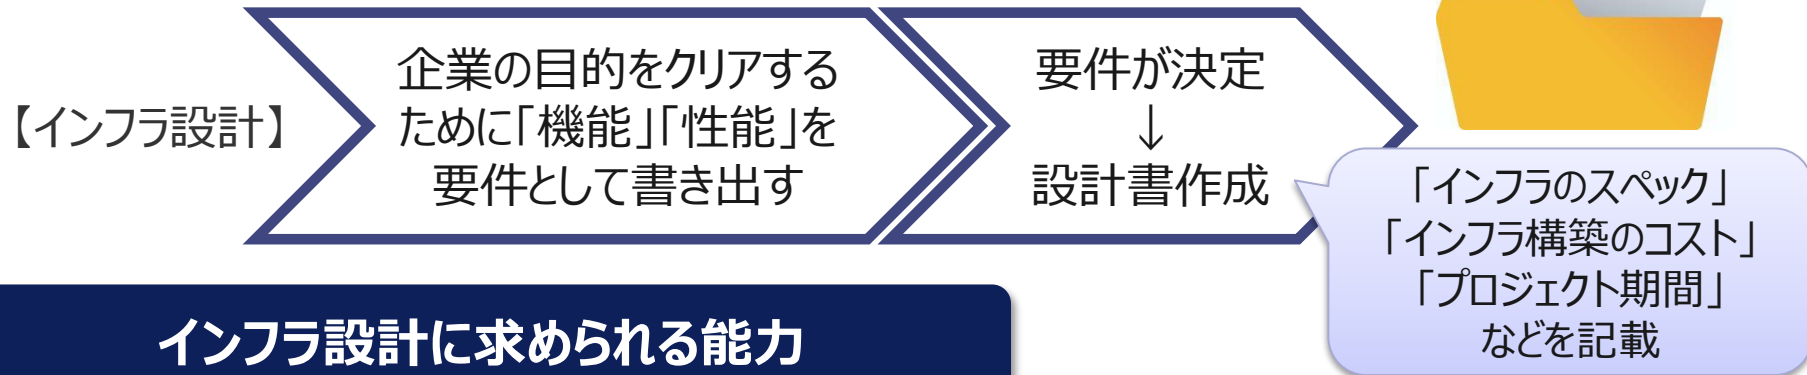 【インフラ設計】
企業の目的をクリアする
ために「機能」「性能」を
要件として書き出す
要件が決定
↓
設計書作成
「インフラのスペック」
「インフラ構築のコスト」
「プロジェクト期間」
などを記載
インフラ設計に求められる能力